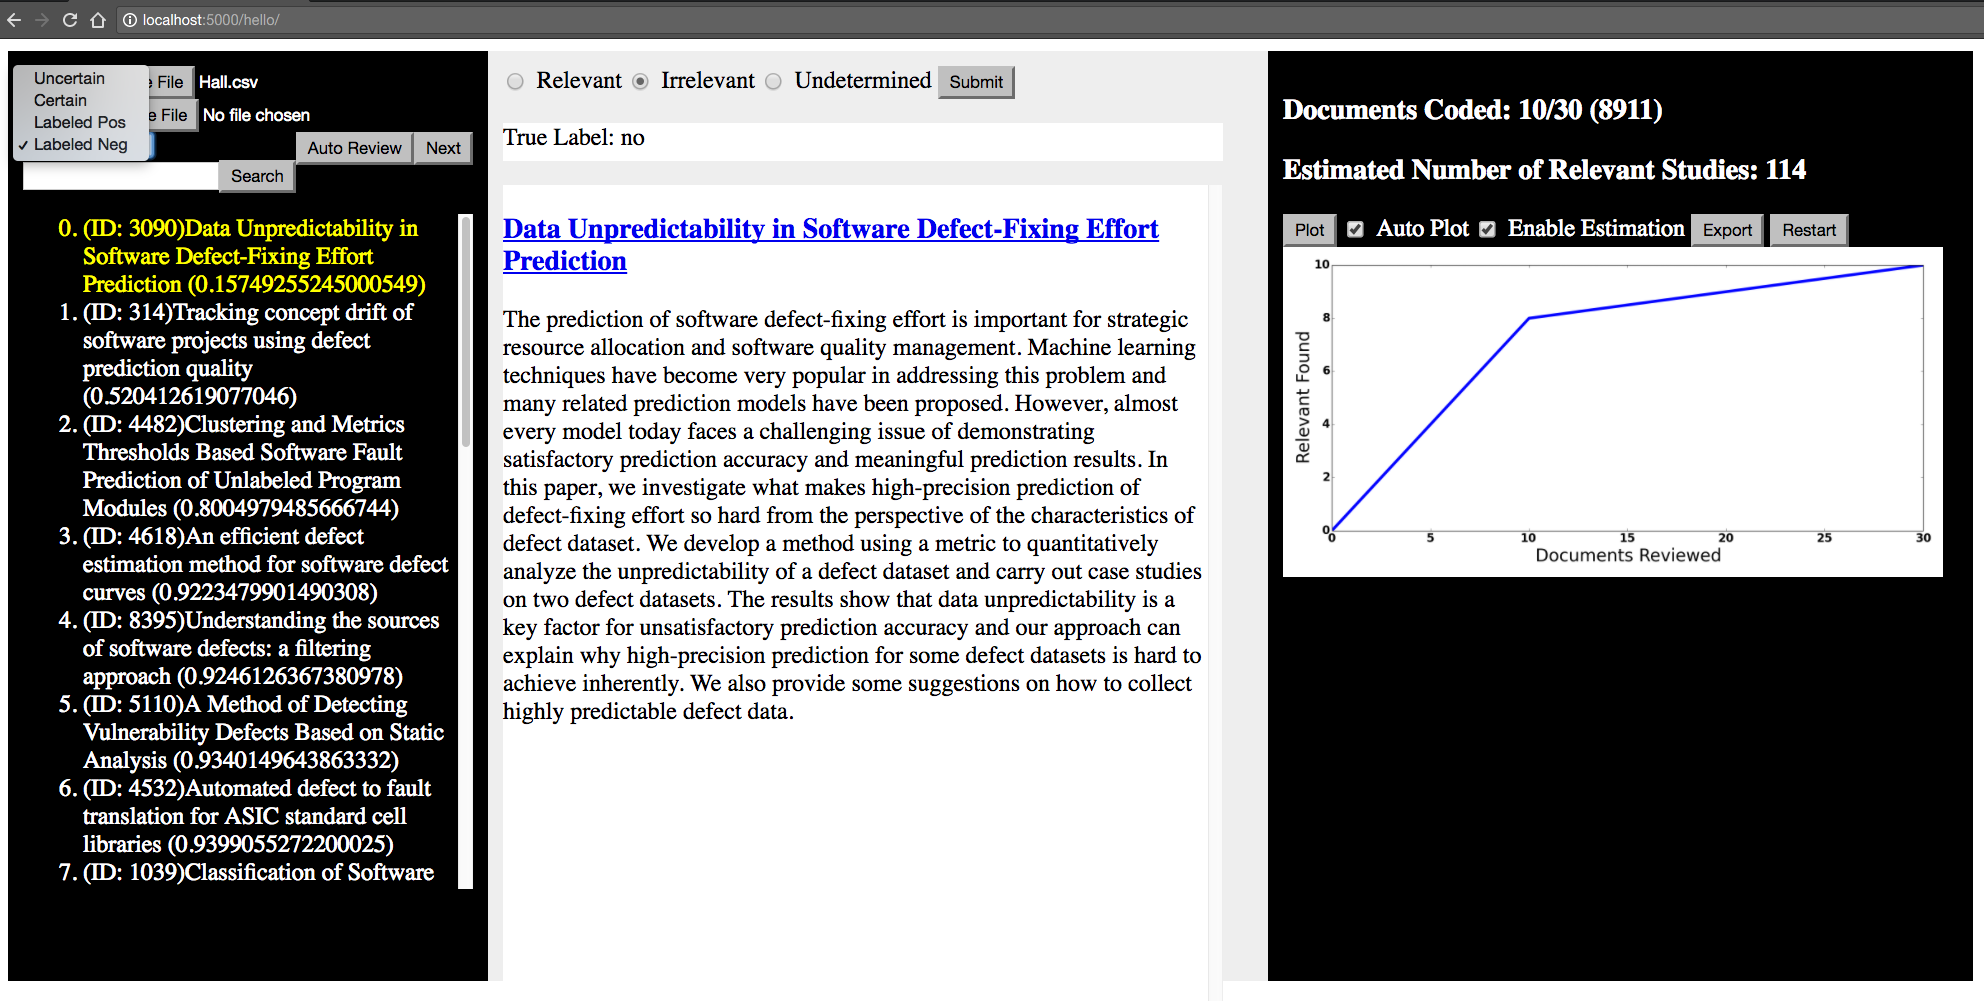 localhost:5000/hello/
Uncertain
Certain
Labeled Pos
✓ Labeled Neg
File Hall.csv
File No file chosen
Auto Review Next
Search
0. (ID: 3090)Data Unpredictability in
Software Defect-Fixing Effort
Prediction (0.15749255245000549)
1. (ID: 314)Tracking concept drift of
software projects using defect
prediction quality
(0.520412619077046)
2. (ID: 4482)Clustering and Metrics
Thresholds Based Software Fault
Prediction of Unlabeled Program
Modules (0.8004979485666744)
3. (ID: 4618)An efficient defect
estimation method for software defect
curves (0.9223479901490308)
4. (ID: 8395)Understanding the sources
of software defects: a filtering
approach (0.9246126367380978)
5. (ID: 5110)A Method of Detecting
Vulnerability Defects Based on Static
Analysis (0.9340149643863332)
6. (ID: 4532)Automated defect to fault
translation for ASIC standard cell
libraries (0.9399055272200025)
7. (ID: 1039)Classification of Software
Relevant Irrelevant Undetermined Submit
True Label: no
Data Unpredictability in Software Defect-Fixing Effort
Prediction
The prediction of software defect-fixing effort is important for strategic
resource allocation and software quality management. Machine learning
techniques have become very popular in addressing this problem and
many related prediction models have been proposed. However, almost
every model today faces a challenging issue of demonstrating
satisfactory prediction accuracy and meaningful prediction results. In
this paper, we investigate what makes high-precision prediction of
defect-fixing effort so hard from the perspective of the characteristics of
defect dataset. We develop a method using a metric to quantitatively
analyze the unpredictability of a defect dataset and carry out case studies
on two defect datasets. The results show that data unpredictability is a
key factor for unsatisfactory prediction accuracy and our approach can
explain why high-precision prediction for some defect datasets is hard to
achieve inherently. We also provide some suggestions on how to collect
highly predictable defect data.
Documents Coded: 10/30 (8911)
Estimated Number of Relevant Studies: 114
Plot Auto Plot Enable Estimation Export Restart
Relevant Found
10
8
6
4
2
0
0 5 10 15 20 25 30
Documents Reviewed